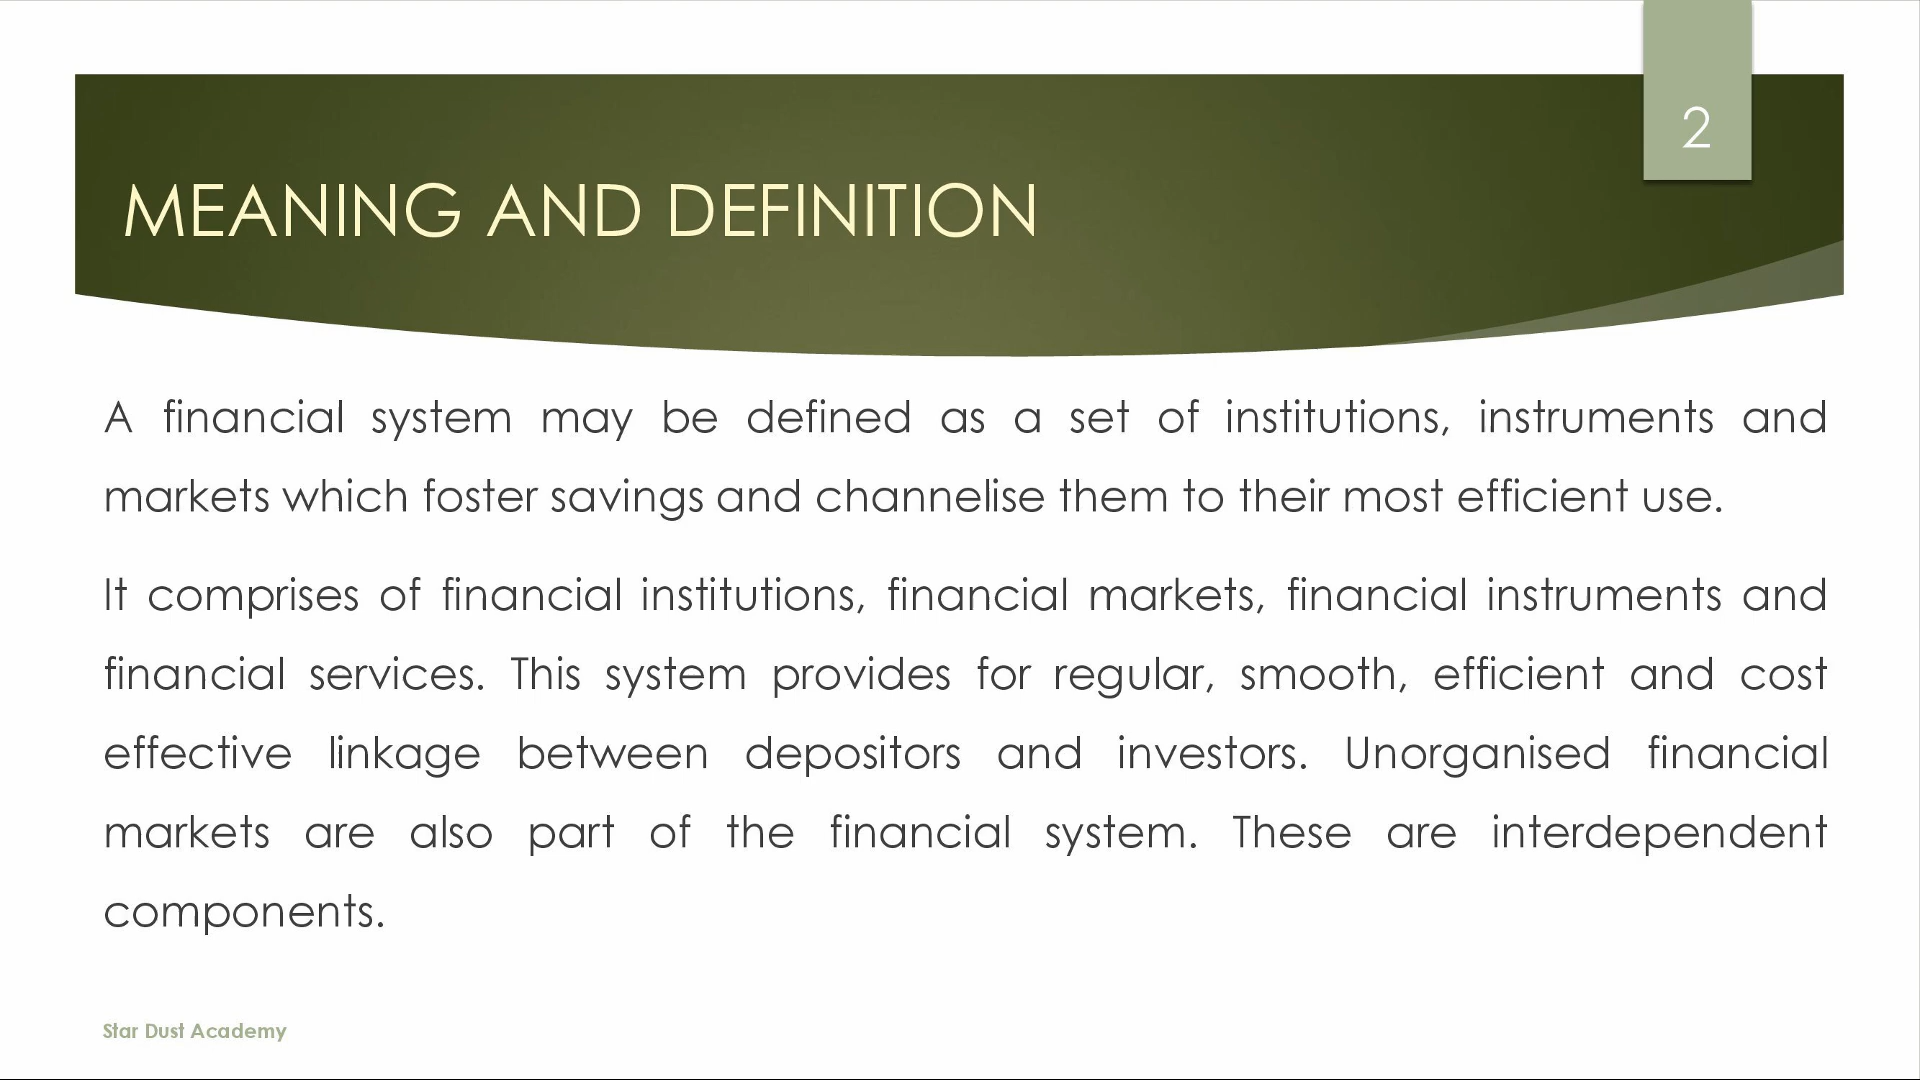 2
MEANING AND DEFINITION
A financial system may be defined as a set of institutions, instruments and
markets which foster savings and channelise them to their most efficient use.
It comprises of financial institutions, financial markets, financial instruments and
financial services. This system provides for regular, smooth, efficient and cost
effective linkage between depositors and investors. Unorganised financial
markets are also part of the financial system. These are interdependent
components.
Star Dust Academy